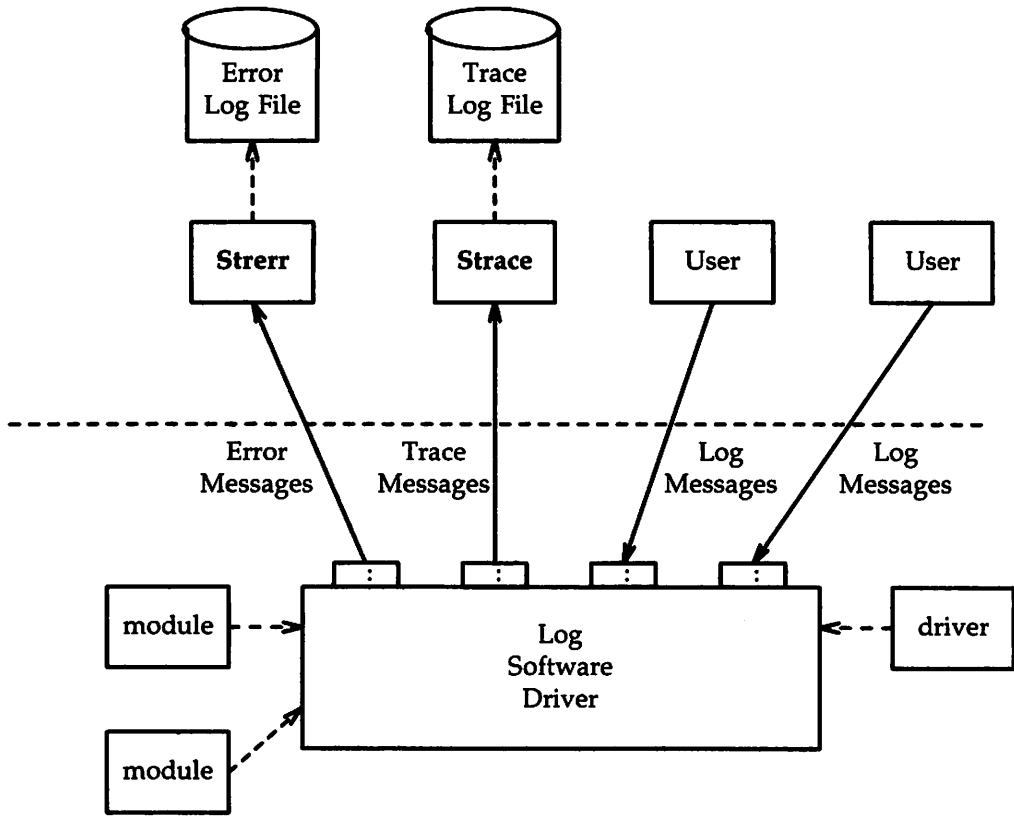 Error
Log File
Trace
Log File
Strerr
Strace
User
User
Error
Messages
Trace
Messages
Log
Messages
Log
Messages
module
Log
Software
Driver
driver
module